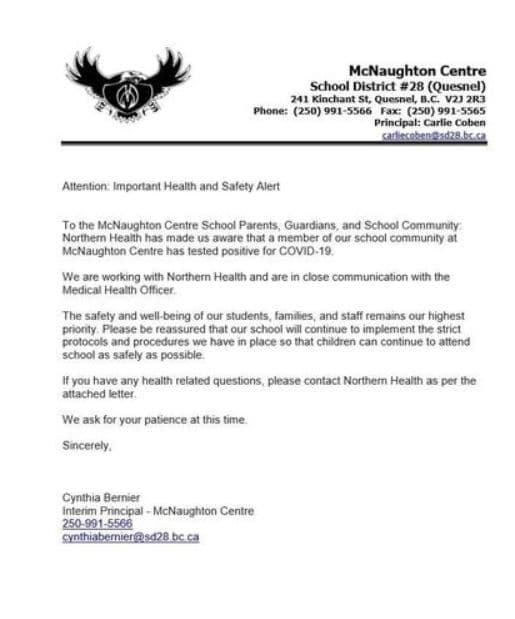 McNaughton Centre
School District #28 (Quesnel)
241 Kinchant St, Quesnel, B.C. V2J 2R3
Phone: (250) 991-5566 Fax: (250) 991-5565
Principal: Carlie Coben
carliecoben@sd28.bc.ca
Attention: Important Health and Safety Alert
To the McNaughton Centre School Parents, Guardians, and School Community:
Northern Health has made us aware that a member of our school community at
McNaughton Centre has tested positive for COVID-19.
We are working with Northern Health and are in close communication with the
Medical Health Officer.
The safety and well-being of our students, families, and staff remains our highest
priority. Please be reassured that our school will continue to implement the strict
protocols and procedures we have in place so that children can continue to attend
school as safely as possible.
If you have any health related questions, please contact Northern Health as per the
attached letter.
We ask for your patience at this time.
Sincerely,
Cynthia Bernier
Interim Principal - McNaughton Centre
250-991-5566
cynthiabernier@sd28.bc.ca